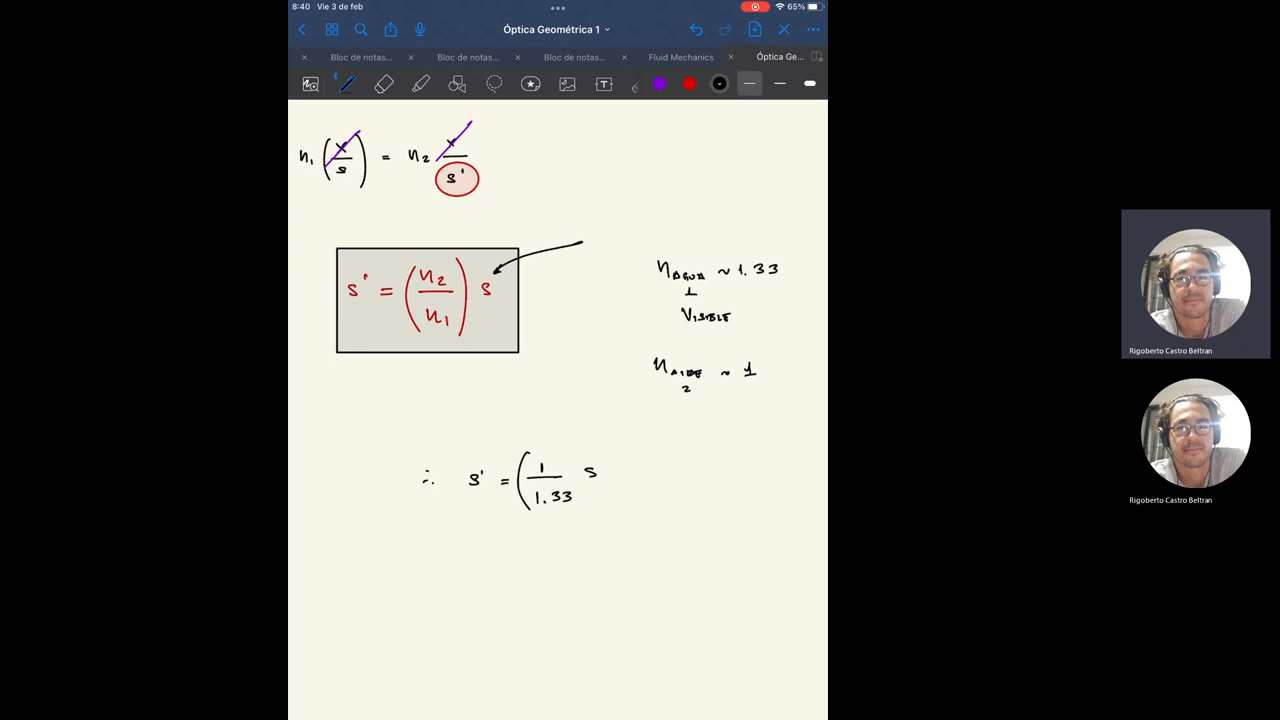 8:40 Vie 3 de feb
65%
Óptica Geométrica 1
Bloc de notas...
Bloc de notas...
Bloc de notas...
Fluid Mechanics
Óptica Ge...
n₁ (x/s) = n₂ x/s'
s' = (n₂/n₁) s
n AGUA ~ 1.33
1
VISIBLE
n AIRE ~ 1
2
∴ s' = (1/1.33 s
Rigoberto Castro Beltran
Rigoberto Castro Beltran